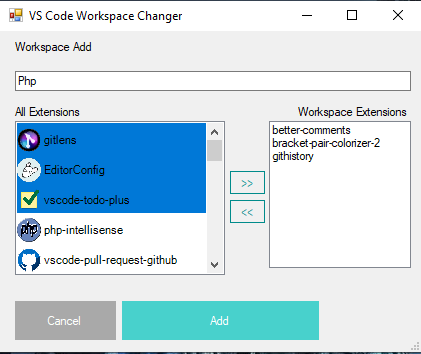 VS Code Workspace Changer
Workspace Add
Php
All Extensions
Workspace Extensions
gitlens
EditorConfig
vscode-todo-plus
php-intellisense
vscode-pull-request-github
>>
<<
better-comments
bracket-pair-colorizer-2
githistory
Cancel
Add